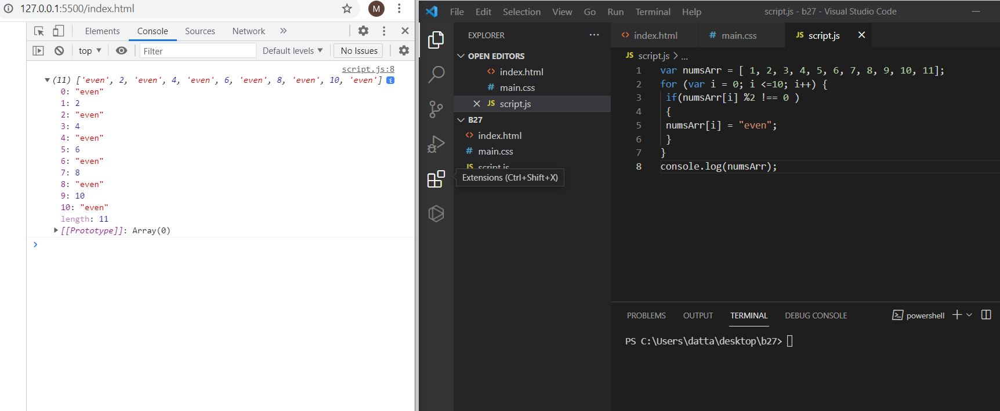 127.0.0.1:5500/index.html
M
Elements Console Sources Network »
top ▼ Filter Default levels ▼ No Issues
script.js:8
▼ (11) ['even', 2, 'even', 4, 'even', 6, 'even', 8, 'even', 10, 'even'] i
0: "even"
1: 2
2: "even"
3: 4
4: "even"
5: 6
6: "even"
7: 8
8: "even"
9: 10
10: "even"
length: 11
▶ [[Prototype]]: Array(0)
>
File Edit Selection View Go Run Terminal Help script.js - b27 - Visual Studio Code
EXPLORER ...
OPEN EDITORS
<> index.html
# main.css
× JS script.js
B27
<> index.html
# main.css
JS script.js
Extensions (Ctrl+Shift+X)
<> index.html # main.css JS script.js ×
JS script.js > ...
1 var numsArr = [ 1, 2, 3, 4, 5, 6, 7, 8, 9, 10, 11];
2 for (var i = 0; i <=10; i++) {
3 if(numsArr[i] %2 !== 0 )
4 {
5 numsArr[i] = "even";
6 }
7 }
8 console.log(numsArr);
PROBLEMS OUTPUT TERMINAL DEBUG CONSOLE powershell
PS C:\Users\datta\desktop\b27>